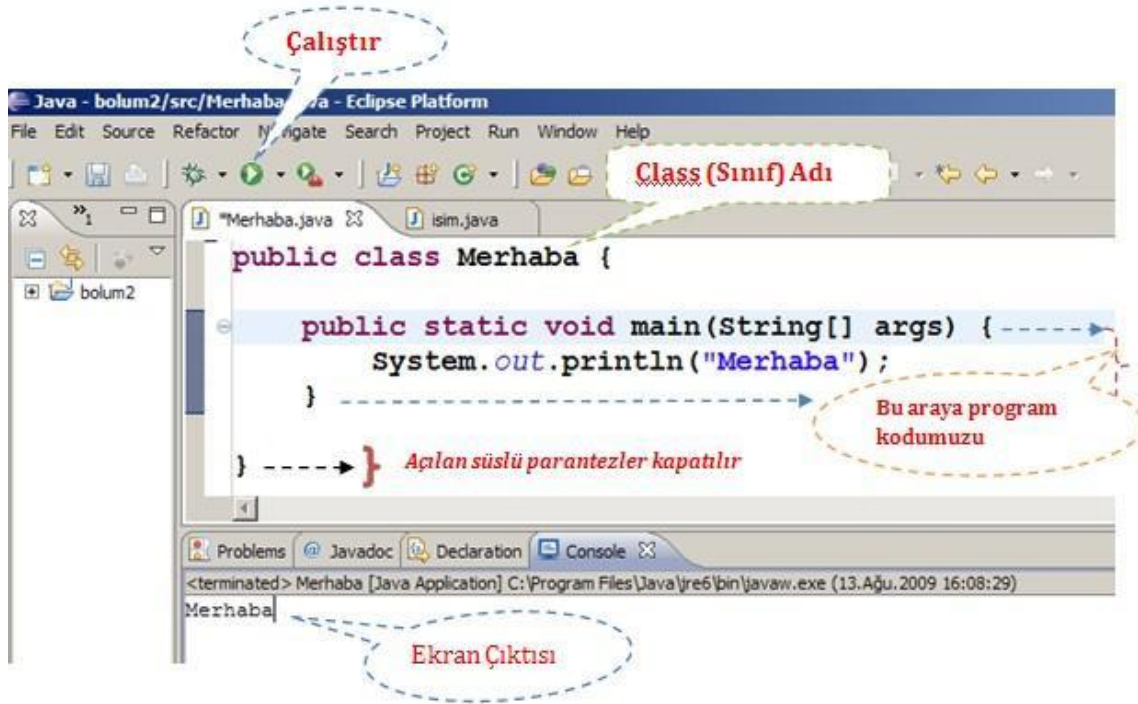 Çalıştır
Java - bolum2/src/Merhaba.java - Eclipse Platform
File Edit Source Refactor Navigate Search Project Run Window Help
Class (Sınıf) Adı
»1
*Merhaba.java
isim.java
bolum2
public class Merhaba {
public static void main(String[] args) {
System.out.println("Merhaba");
}
Bu araya program
kodumuzu
} } Açılan süslü parantezler kapatılır
Problems @ Javadoc Declaration Console
<terminated> Merhaba [Java Application] C:\Program Files\Java\jre6\bin\javaw.exe (13.Ağu.2009 16:08:29)
Merhaba
Ekran Çıktısı